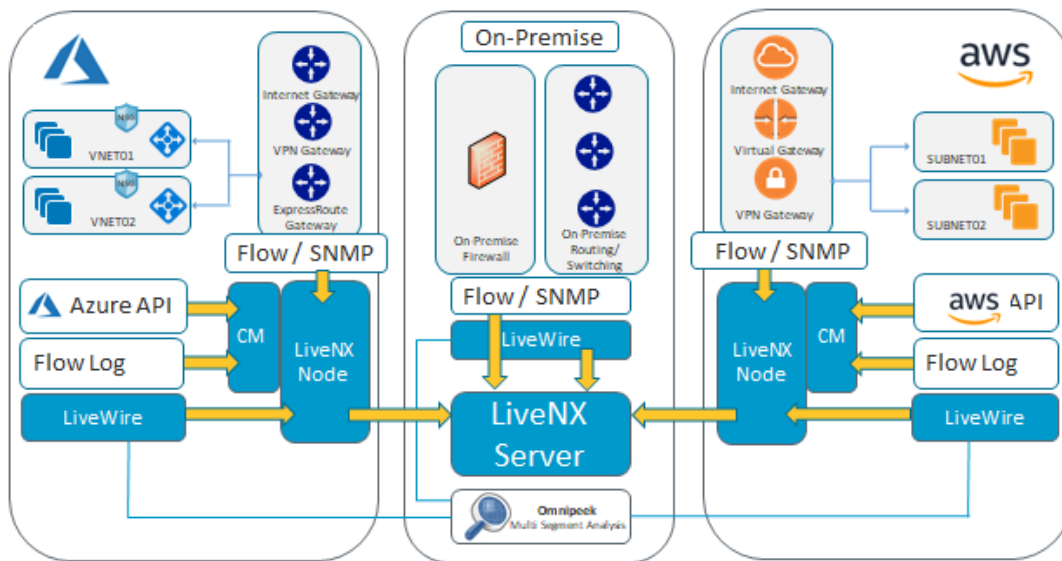 Internet Gateway
VPN Gateway
ExpressRoute
Gateway
NSG
VNET01
NSG
VNET02
Flow / SNMP
Azure API
Flow Log
LiveWire
CM
LiveNX
Node
On-Premise
On-Premise
Firewall
On-Premise
Routing/
Switching
Flow / SNMP
LiveWire
LiveNX
Server
Omnipeek
Multi Segment Analysis
aws
Internet Gateway
Virtual Gateway
VPN Gateway
SUBNET01
SUBNET02
Flow / SNMP
LiveNX
Node
CM
aws API
Flow Log
LiveWire